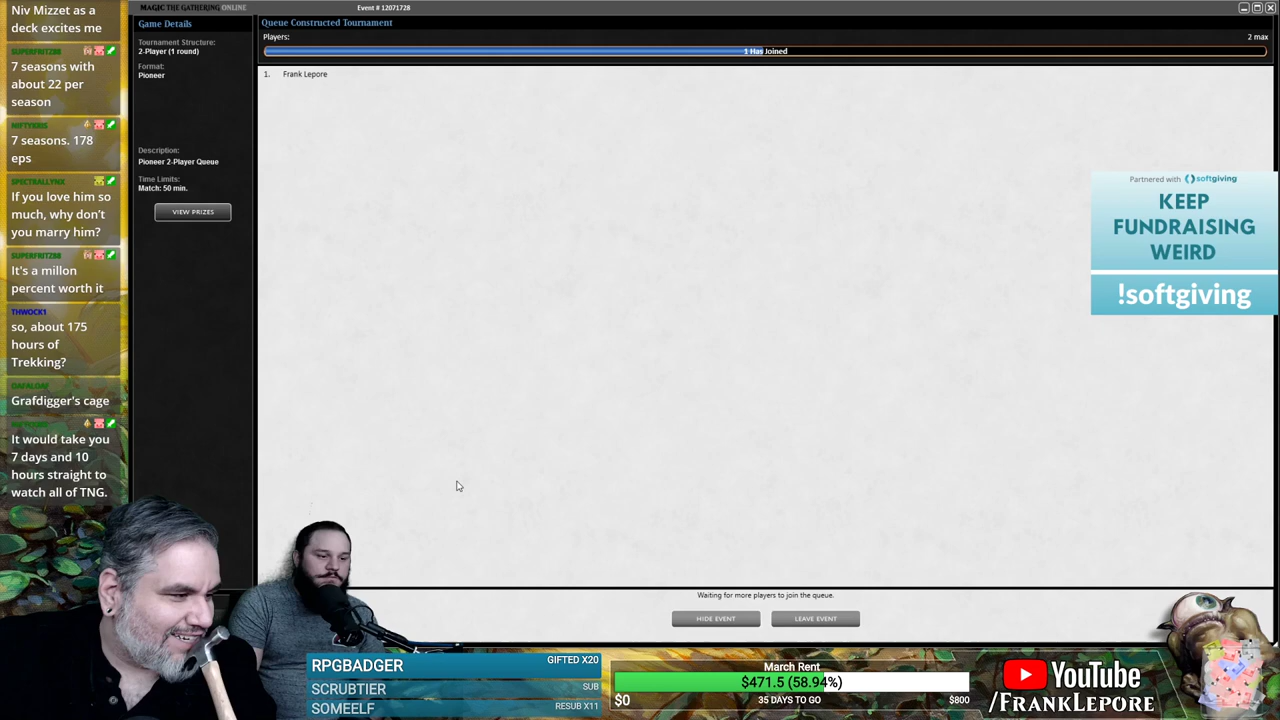 Niv Mizzet as a
deck excites me
SUPERFRITZ88
7 seasons with
about 22 per
season
NIFTYKRIS
7 seasons. 178
eps
SPECTRALLYNX
If you love him so
much, why don't
you marry him?
SUPERFRITZ88
It's a millon
percent worth it
THWOCK1
so, about 175
hours of
Trekking?
DAFALOAF
Grafdigger's cage
It would take you
7 days and 10
hours straight to
watch all of TNG.
MAGIC THE GATHERING ONLINE
Event # 12071728
Game Details
Tournament Structure:
2-Player (1 round)
Format:
Pioneer
Description:
Pioneer 2-Player Queue
Time Limits:
Match: 50 min.
VIEW PRIZES
Queue Constructed Tournament
Players:
2 max
1 Has Joined
1. Frank Lepore
Partnered with softgiving
KEEP
FUNDRAISING
WEIRD
!softgiving
Waiting for more players to join the queue.
HIDE EVENT
LEAVE EVENT
RPGBADGER GIFTED X20
SCRUBTIER SUB
SOMEELF RESUB X11
March Rent
$471.5 (58.94%)
$0 35 DAYS TO GO $800
YouTube
/FRANKLEPORE